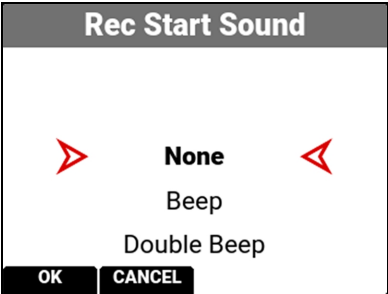 Rec Start Sound
None
Beep
Double Beep
OK CANCEL